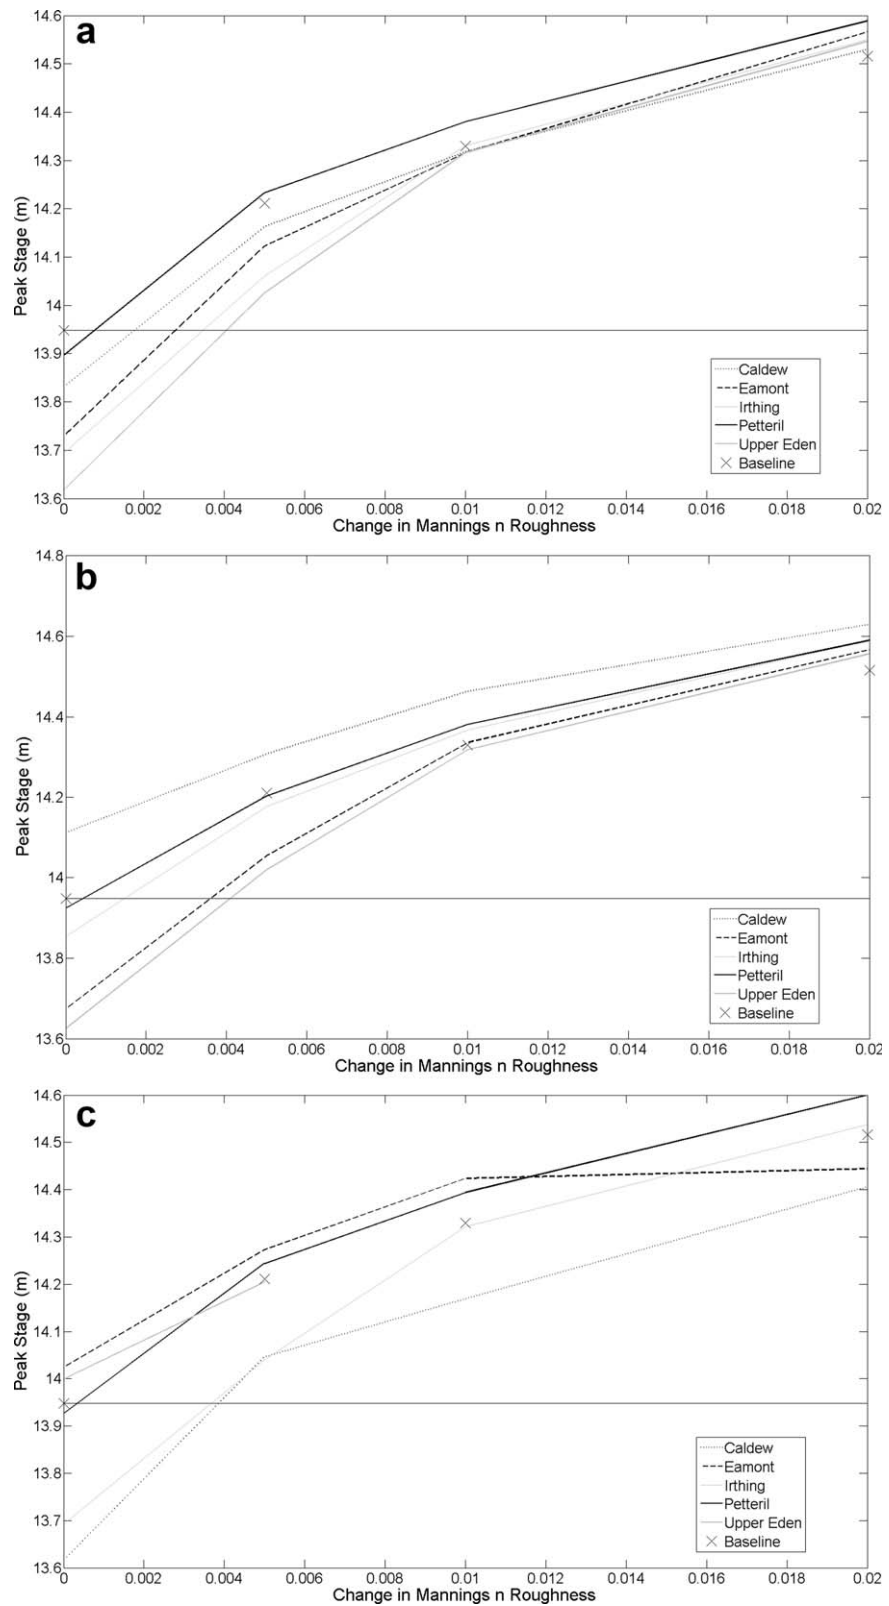 a
14.6
14.5
14.4
14.3
14.2
14.1
14
13.9
13.8
13.7
13.6
Peak Stage (m)
Caldew
Eamont
Irthing
Petteril
Upper Eden
Baseline
0 0.002 0.004 0.006 0.008 0.01 0.012 0.014 0.016 0.018 0.02
Change in Mannings n Roughness
b
14.8
14.6
14.4
14.2
14
13.8
13.6
Peak Stage (m)
Caldew
Eamont
Irthing
Petteril
Upper Eden
Baseline
0 0.002 0.004 0.006 0.008 0.01 0.012 0.014 0.016 0.018 0.02
Change in Mannings n Roughness
c
14.6
14.5
14.4
14.3
14.2
14.1
14
13.9
13.8
13.7
13.6
Peak Stage (m)
Caldew
Eamont
Irthing
Petteril
Upper Eden
Baseline
0 0.002 0.004 0.006 0.008 0.01 0.012 0.014 0.016 0.018 0.02
Change in Mannings n Roughness